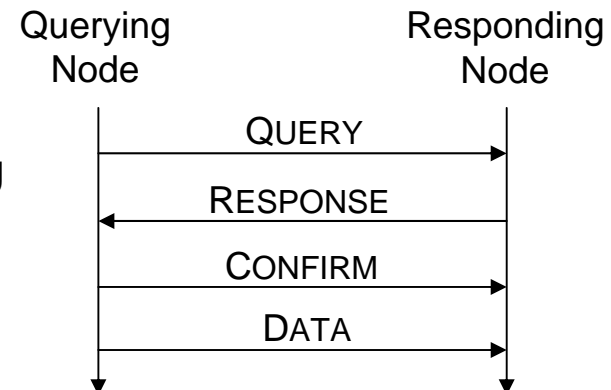 Querying Responding
Node Node
QUERY
g
RESPONSE
CONFIRM
DATA